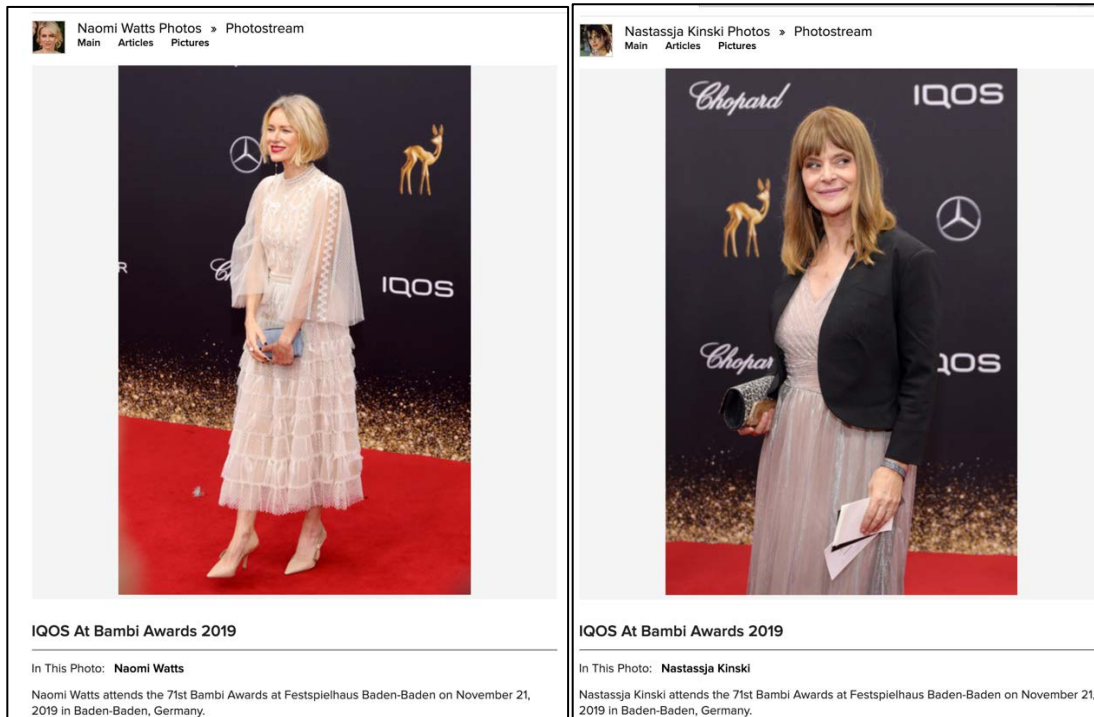 Naomi Watts Photos » Photostream
Main Articles Pictures
R
IQOS
IQOS At Bambi Awards 2019
In This Photo: Naomi Watts
Naomi Watts attends the 71st Bambi Awards at Festspielhaus Baden-Baden on November 21,
2019 in Baden-Baden, Germany.
Nastassja Kinski Photos » Photostream
Main Articles Pictures
Chopard
IQOS
Chopar
QOS
IQOS At Bambi Awards 2019
In This Photo: Nastassja Kinski
Nastassja Kinski attends the 71st Bambi Awards at Festspielhaus Baden-Baden on November 21,
2019 in Baden-Baden, Germany.